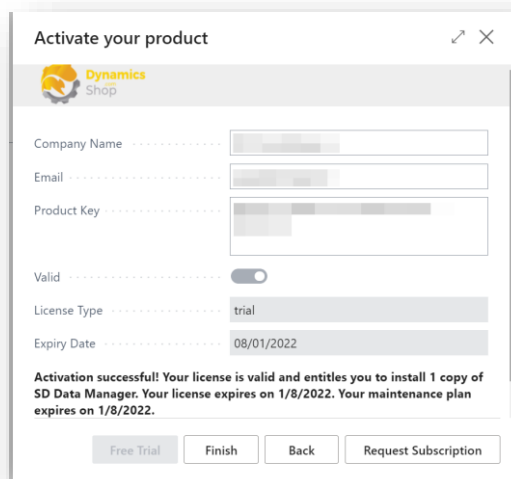 Activate your product
Dynamics
Shop
Company Name
Email
Product Key
Valid
License Type
trial
Expiry Date
08/01/2022
Activation successful! Your license is valid and entitles you to install 1 copy of
SD Data Manager. Your license expires on 1/8/2022. Your maintenance plan
expires on 1/8/2022.
Free Trial
Finish
Back
Request Subscription